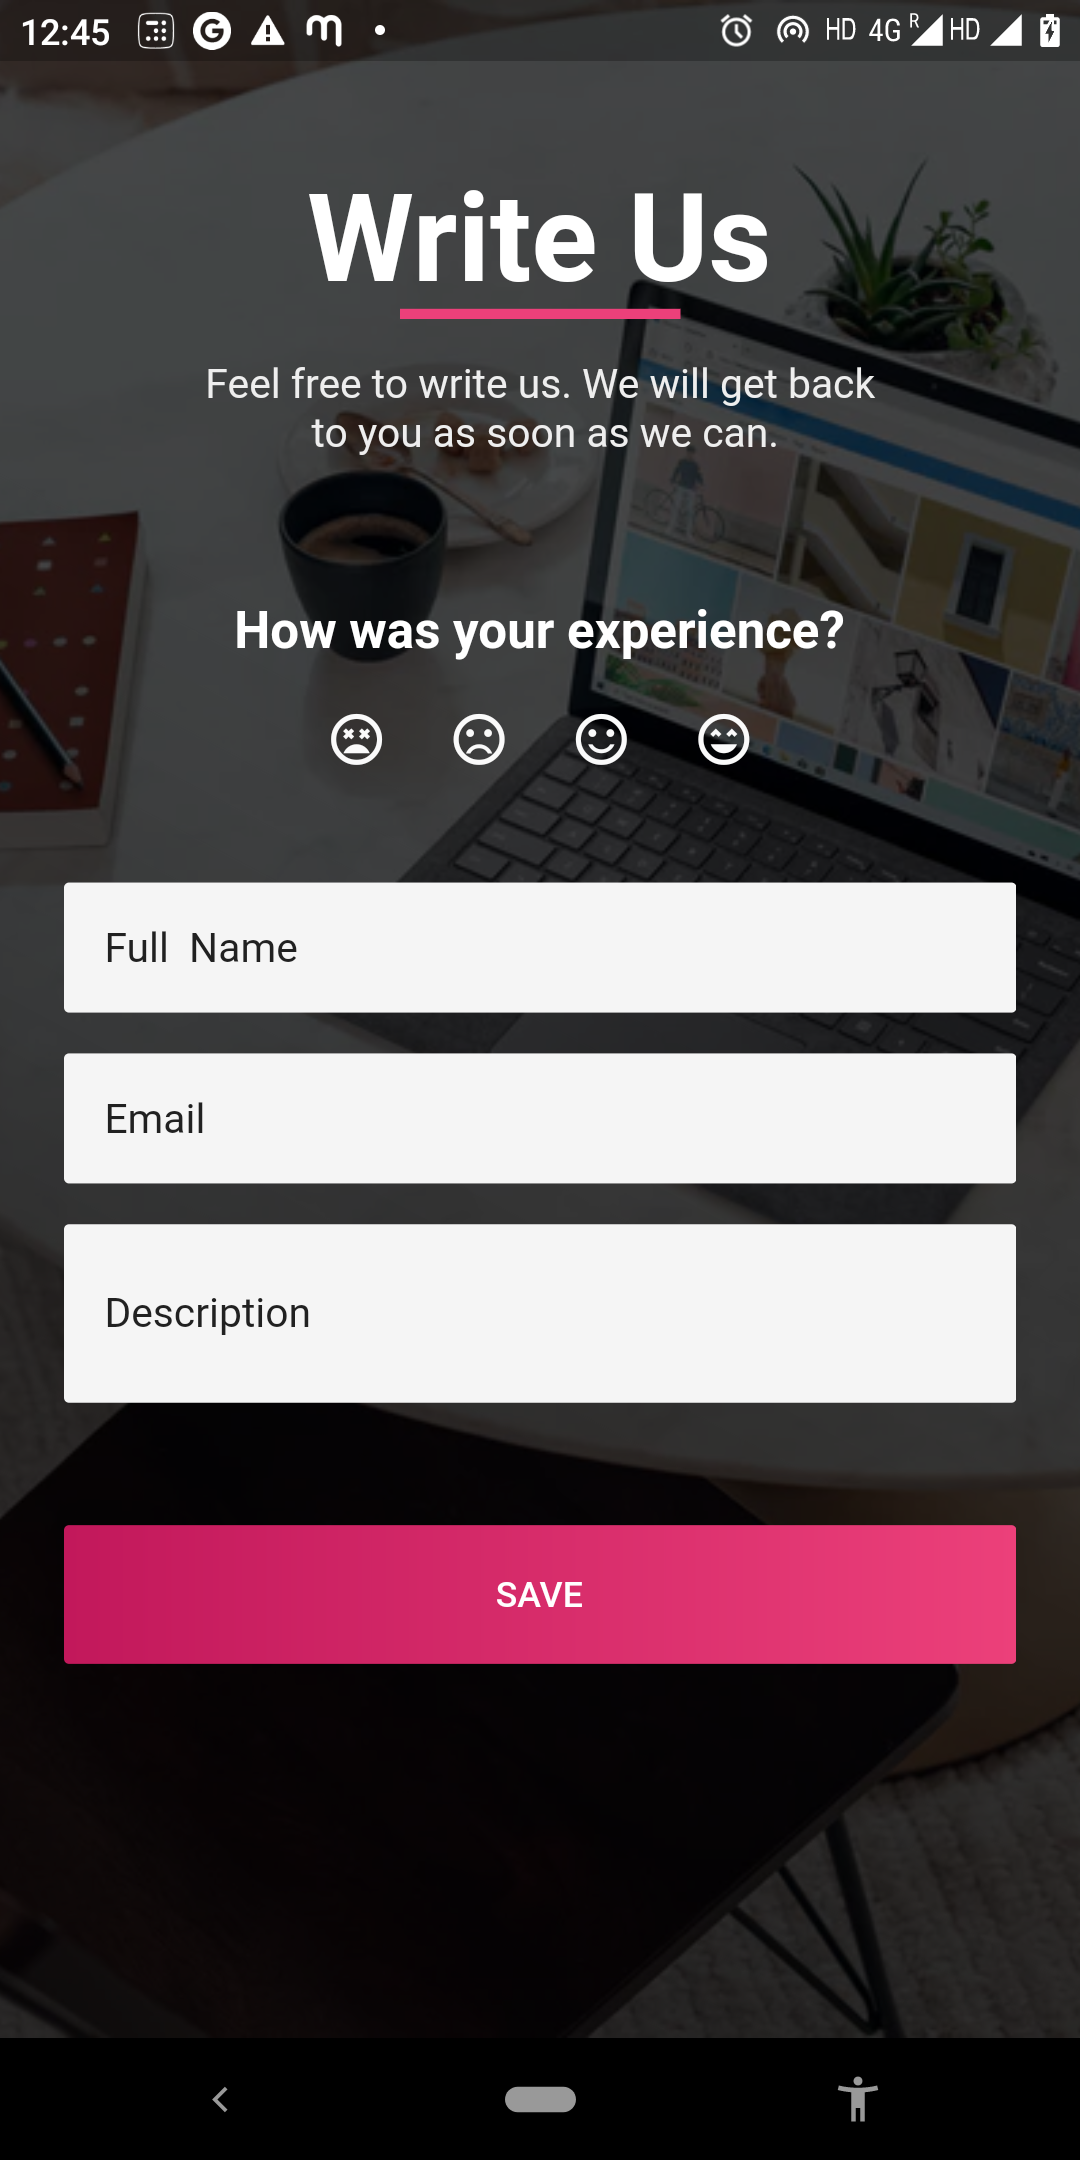 12:45
HD 4G R HD
Write Us
Feel free to write us. We will get back
to you as soon as we can.
How was your experience?
Full  Name
Email
Description
SAVE